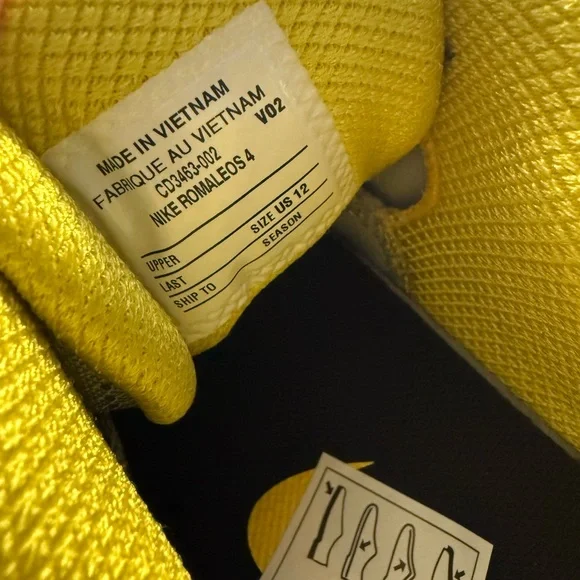 MADE IN VIETNAM
FABRIQUE AU VIETNAM
CD3463-002 V02
NIKE ROMALEOS 4
UPPER
LAST SIZE US 12
SHIP TO SEASON